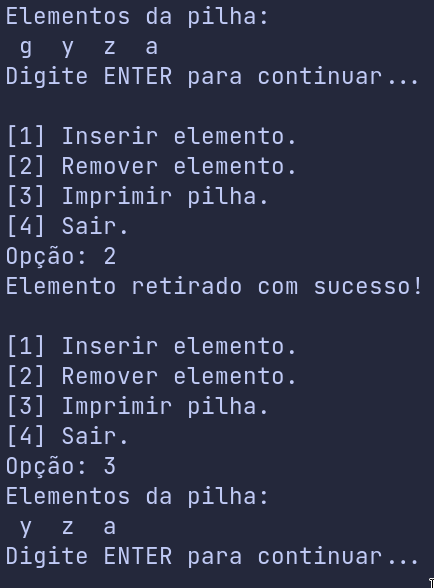 Elementos da pilha:
g y z a
Digite ENTER para continuar...
[1] Inserir elemento.
[2] Remover elemento.
[3] Imprimir pilha.
[4] Sair.
Opção: 2
Elemento retirado com sucesso!
[1] Inserir elemento.
[2] Remover elemento.
[3] Imprimir pilha.
[4] Sair.
Opção: 3
Elementos da pilha:
y z a
Digite ENTER para continuar...